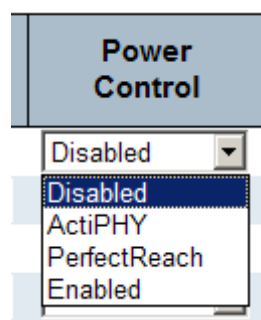 Power
Control
Disabled
Disabled
ActiPHY
PerfectReach
Enabled